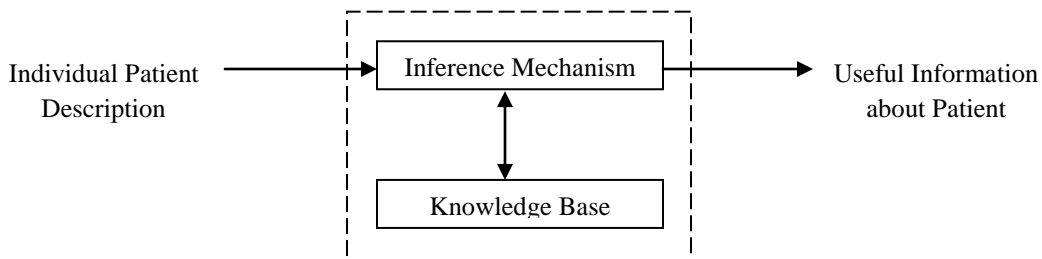 Individual Patient
Description
Inference Mechanism
Useful Information
about Patient
Knowledge Base